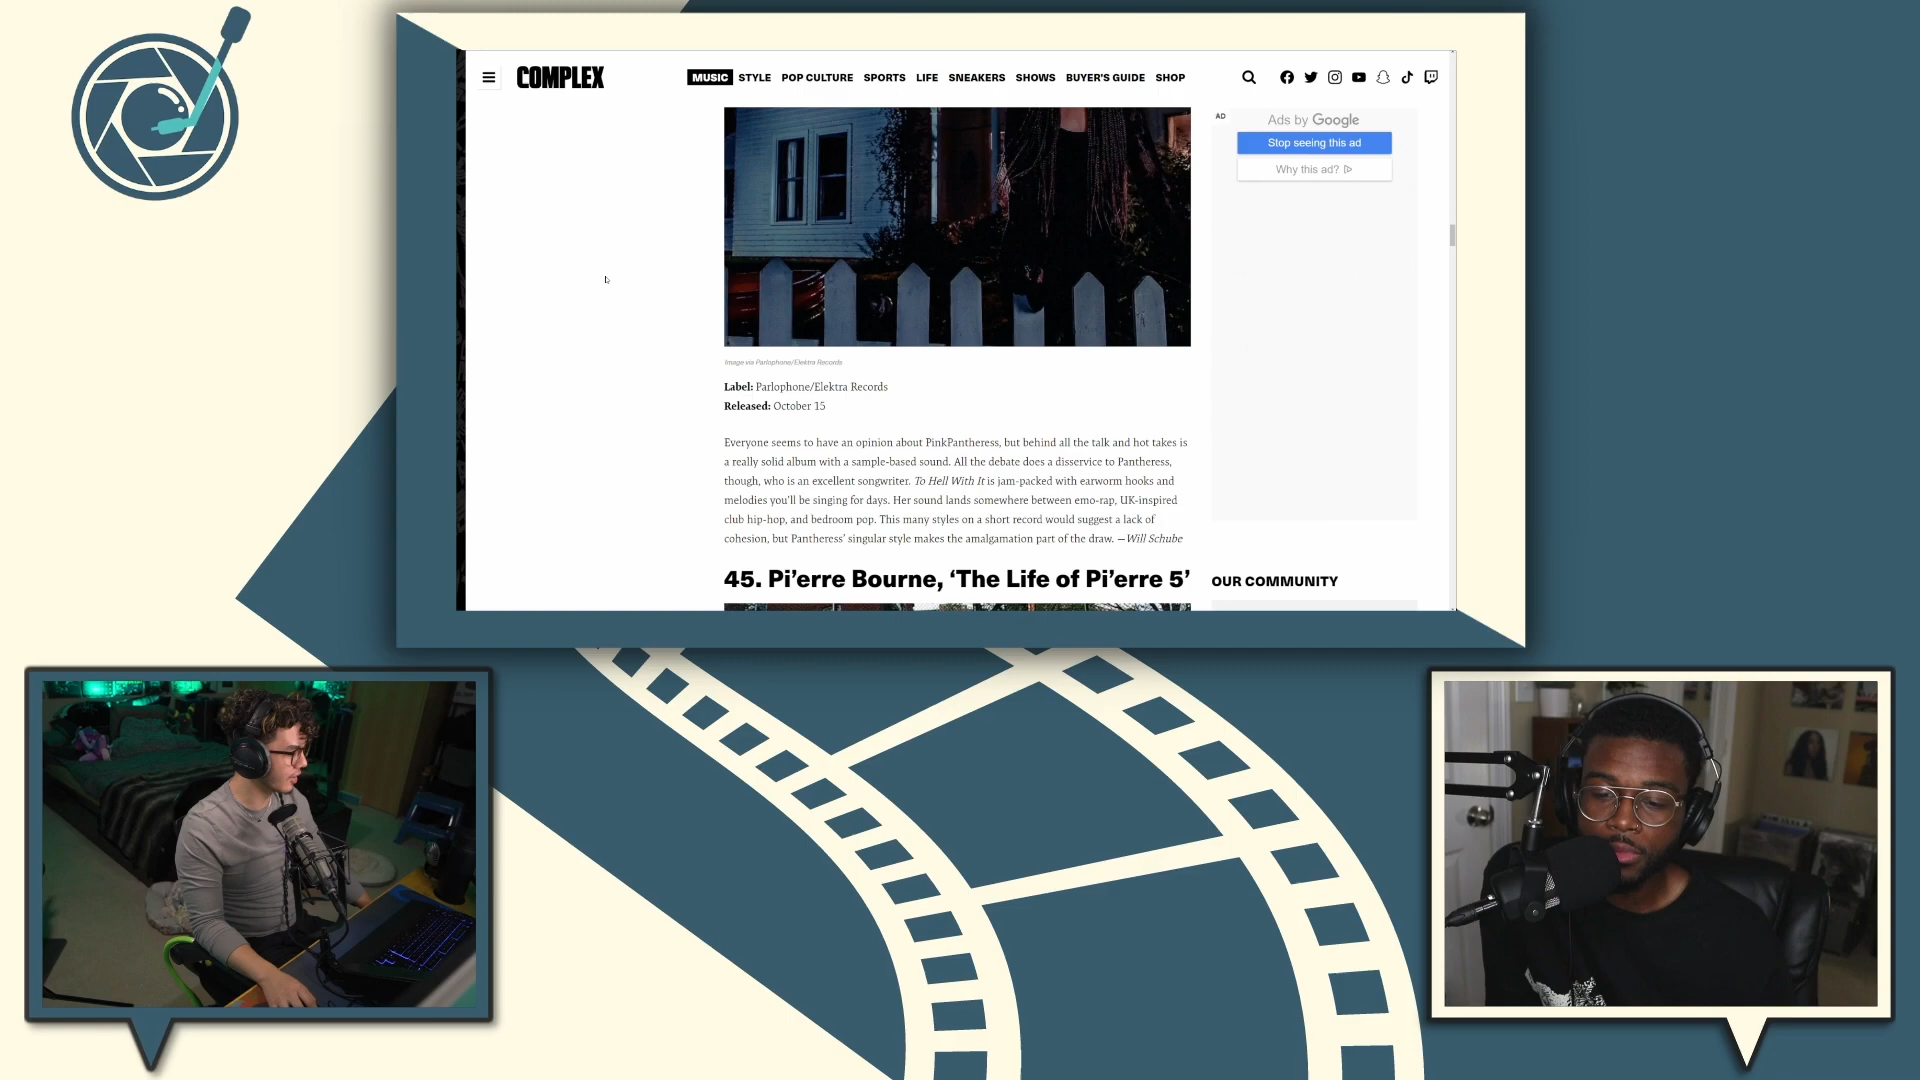 COMPLEX
MUSIC STYLE POP CULTURE SPORTS LIFE SNEAKERS SHOWS BUYER'S GUIDE SHOP
AD
Ads by Google
Stop seeing this ad
Why this ad?
Image via Parlophone/Elektra Records
Label: Parlophone/Elektra Records
Released: October 15
Everyone seems to have an opinion about PinkPantheress, but behind all the talk and hot takes is
a really solid album with a sample-based sound. All the debate does a disservice to Pantheress,
though, who is an excellent songwriter. To Hell With It is jam-packed with earworm hooks and
melodies you'll be singing for days. Her sound lands somewhere between emo-rap, UK-inspired
club hip-hop, and bedroom pop. This many styles on a short record would suggest a lack of
cohesion, but Pantheress' singular style makes the amalgamation part of the draw. —Will Schube
45. Pi'erre Bourne, ‘The Life of Pi'erre 5’
OUR COMMUNITY